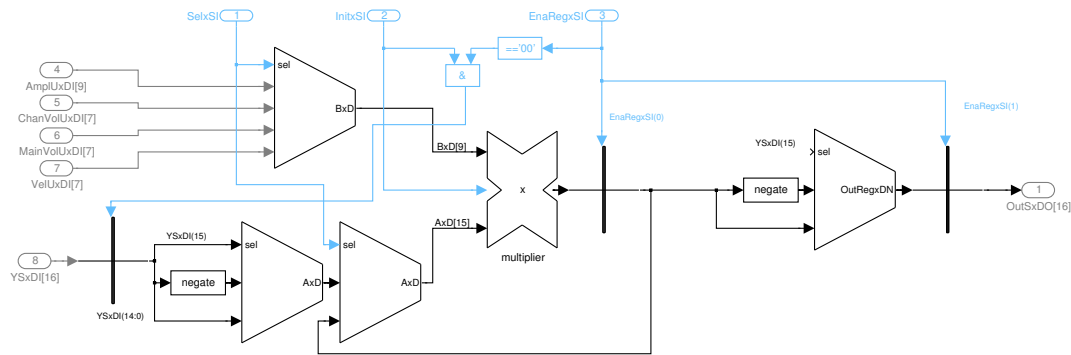 SelxSI
1
InitxSI
2
EnaRegxSI
3
=='00'
&
4
AmplUxDI[9]
5
ChanVolUxDI[7]
6
MainVolUxDI[7]
7
VelUxDI[7]
sel
BxD
EnaRegxSI(0)
EnaRegxSI(1)
BxD[9]
x
AxD[15]
multiplier
YSxDI(15)
sel
negate
OutRegxDN
1
OutSxDO[16]
8
YSxDI[16]
YSxDI(15)
negate
YSxDI(14:0)
sel
AxD
sel
AxD